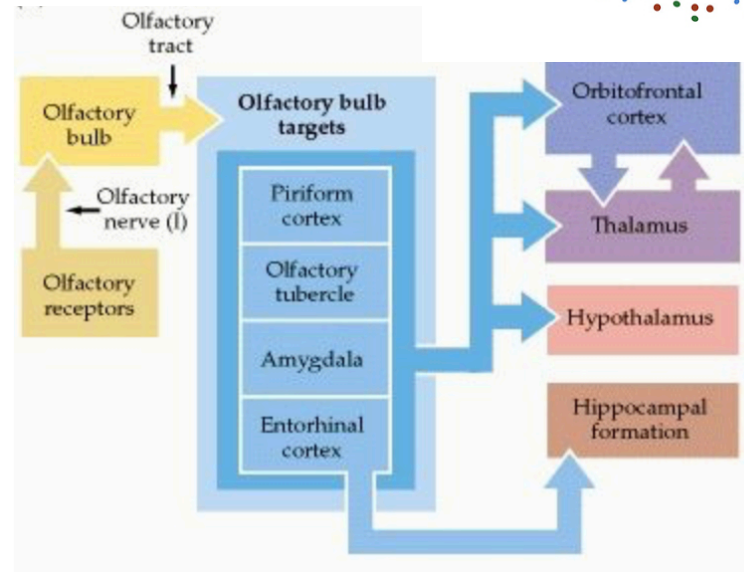 Olfactory
tract
Olfactory
bulb
Olfactory
nerve (I)
Olfactory
receptors
Olfactory bulb
targets
Piriform
cortex
Olfactory
tubercle
Amygdala
Entorhinal
cortex
Orbitofrontal
cortex
Thalamus
Hypothalamus
Hippocampal
formation